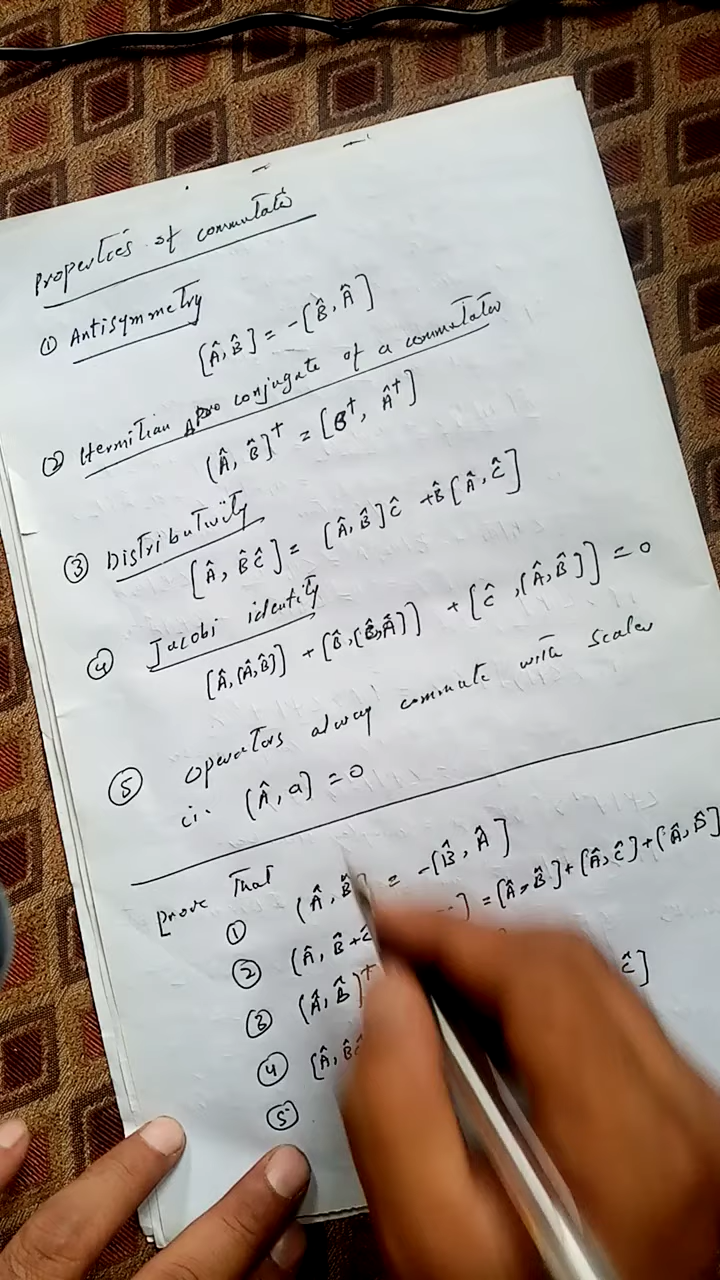 Properties of commutator
① Antisymmetry
[Â, B̂] = -[B̂, Â]
② Hermitian conjugate of a commutator
[Â, B̂]† = [B†, Â†]
③ Distributivity
[Â, B̂Ĉ] = [Â, B̂]Ĉ + B̂[Â, Ĉ]
④ Jacobi identity
[Â, [Â, B̂]] + [B̂, [B̂, Â]] + [Ĉ, [Â, B̂]] = 0
⑤ operators alway commute with scalar
[Â, a] = 0
Prove That
① [Â, B̂] = -[B̂, Â]
② [Â, B̂+Ĉ ] = [Â, B̂] + [Â, Ĉ] + [Â, D̂]
③ [Â, B̂]†
④ [Â, B̂ Ĉ]
⑤